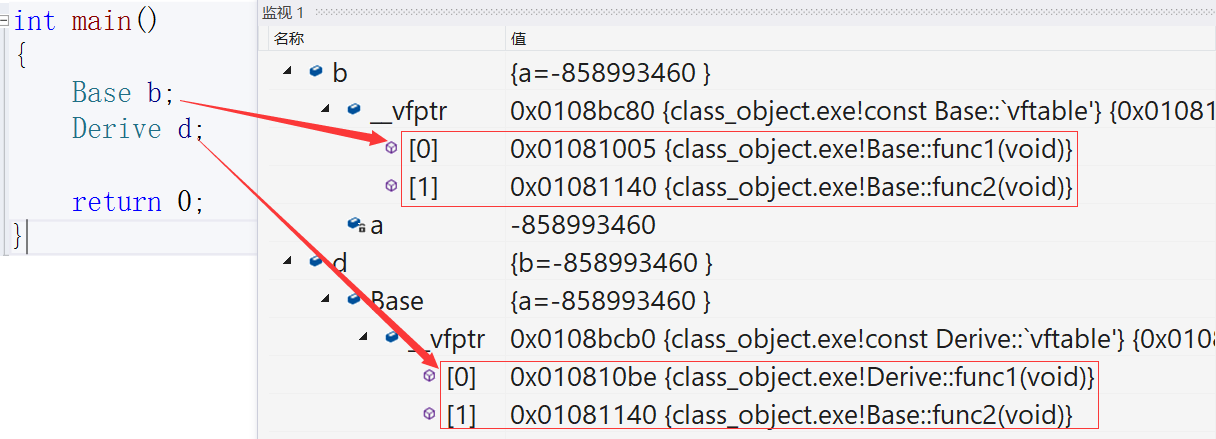 int main()
{
Base b;
Derive d;
return 0;
}
监视 1
名称 值
b {a=-858993460 }
__vfptr 0x0108bc80 {class_object.exe!const Base::`vftable'} {0x01081
[0] 0x01081005 {class_object.exe!Base::func1(void)}
[1] 0x01081140 {class_object.exe!Base::func2(void)}
a -858993460
d {b=-858993460 }
Base {a=-858993460 }
__vfptr 0x0108bcb0 {class_object.exe!const Derive::`vftable'} {0x0108
[0] 0x010810be {class_object.exe!Derive::func1(void)}
[1] 0x01081140 {class_object.exe!Base::func2(void)}